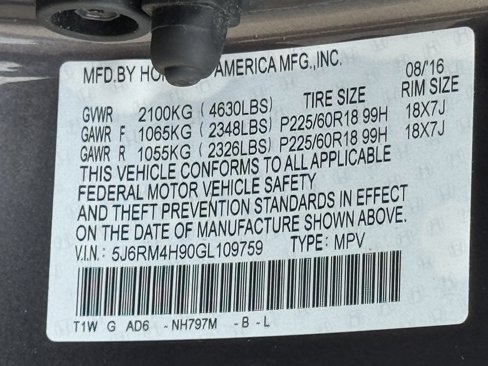 MFD.BY HO AMERICA MFG.,INC. 08/'16
TIRE SIZE RIM SIZE
GVWR 2100KG ( 4630LBS)
GAWR F 1065KG ( 2348LBS) P225/60R18 99H 18X7J
GAWR R 1055KG ( 2326LBS) P225/60R18 99H 18X7J
THIS VEHICLE CONFORMS TO ALL APPLICABLE
FEDERAL MOTOR VEHICLE SAFETY
AND THEFT PREVENTION STANDARDS IN EFFECT
ON THE DATE OF MANUFACTURE SHOWN ABOVE.
V.I.N.: 5J6RM4H90GL109759 TYPE: MPV
T1W G AD6 - NH797M - B - L